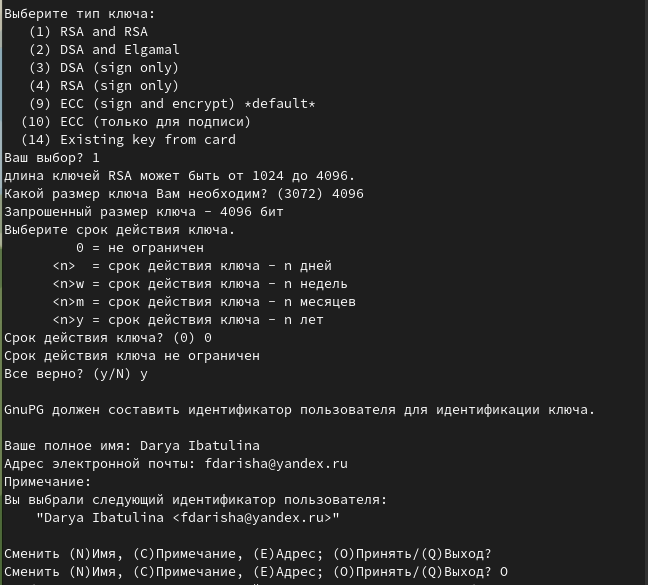 Выберите тип ключа:
   (1) RSA and RSA
   (2) DSA and Elgamal
   (3) DSA (sign only)
   (4) RSA (sign only)
   (9) ECC (sign and encrypt) *default*
  (10) ECC (только для подписи)
  (14) Existing key from card
Ваш выбор? 1
длина ключей RSA может быть от 1024 до 4096.
Какой размер ключа Вам необходим? (3072) 4096
Запрошенный размер ключа - 4096 бит
Выберите срок действия ключа.
         0 = не ограничен
      <n>  = срок действия ключа - n дней
      <n>w = срок действия ключа - n недель
      <n>m = срок действия ключа - n месяцев
      <n>y = срок действия ключа - n лет
Срок действия ключа? (0) 0
Срок действия ключа не ограничен
Все верно? (y/N) y

GnuPG должен составить идентификатор пользователя для идентификации ключа.

Ваше полное имя: Darya Ibatulina
Адрес электронной почты: fdarisha@yandex.ru
Примечание:
Вы выбрали следующий идентификатор пользователя:
    "Darya Ibatulina <fdarisha@yandex.ru>"

Сменить (N)Имя, (C)Примечание, (E)Адрес; (O)Принять/(Q)Выход?
Сменить (N)Имя, (C)Примечание, (E)Адрес; (O)Принять/(Q)Выход? O